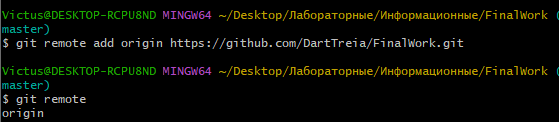 Victus@DESKTOP-RCPU8ND MINGW64 ~/Desktop/Лабораторные/Информационные/FinalWork (
master)
$ git remote add origin https://github.com/DartTreia/FinalWork.git
Victus@DESKTOP-RCPU8ND MINGW64 ~/Desktop/Лабораторные/Информационные/FinalWork (
master)
$ git remote
origin